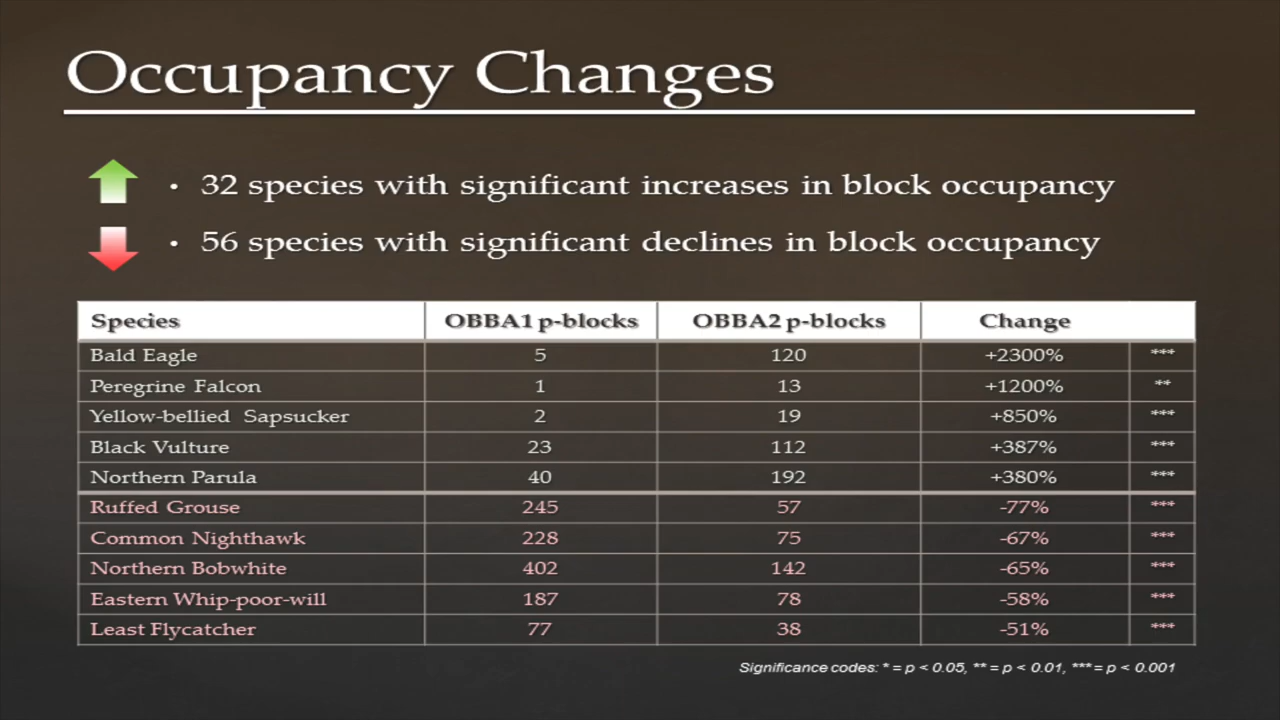 Occupancy Changes
• 32 species with significant increases in block occupancy
• 56 species with significant declines in block occupancy
Species OBBA1 p-blocks OBBA2 p-blocks Change
Bald Eagle 5 120 +2300% ***
Peregrine Falcon 1 13 +1200% **
Yellow-bellied Sapsucker 2 19 +850% ***
Black Vulture 23 112 +387% ***
Northern Parula 40 192 +380% ***
Ruffed Grouse 245 57 -77% ***
Common Nighthawk 228 75 -67% ***
Northern Bobwhite 402 142 -65% ***
Eastern Whip-poor-will 187 78 -58% ***
Least Flycatcher 77 38 -51% ***
Significance codes: * = p < 0.05, ** = p < 0.01, *** = p < 0.001